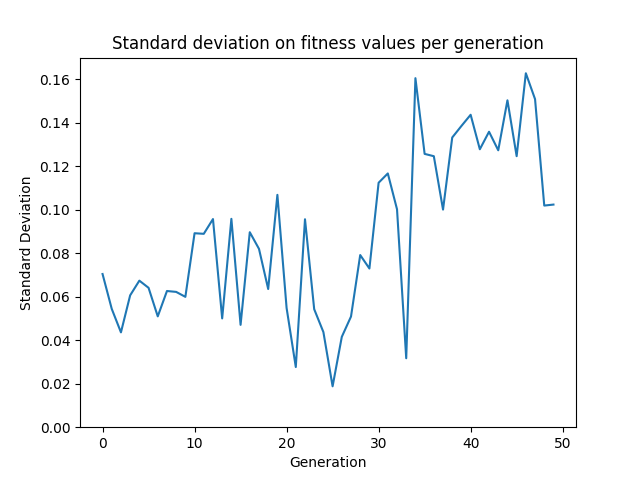 Standard deviation on fitness values per generation
0.16
0.14
0.12
0.10
0.08
0.06
0.04
0.02
0.00
Standard Deviation
0 10 20 30 40 50
Generation